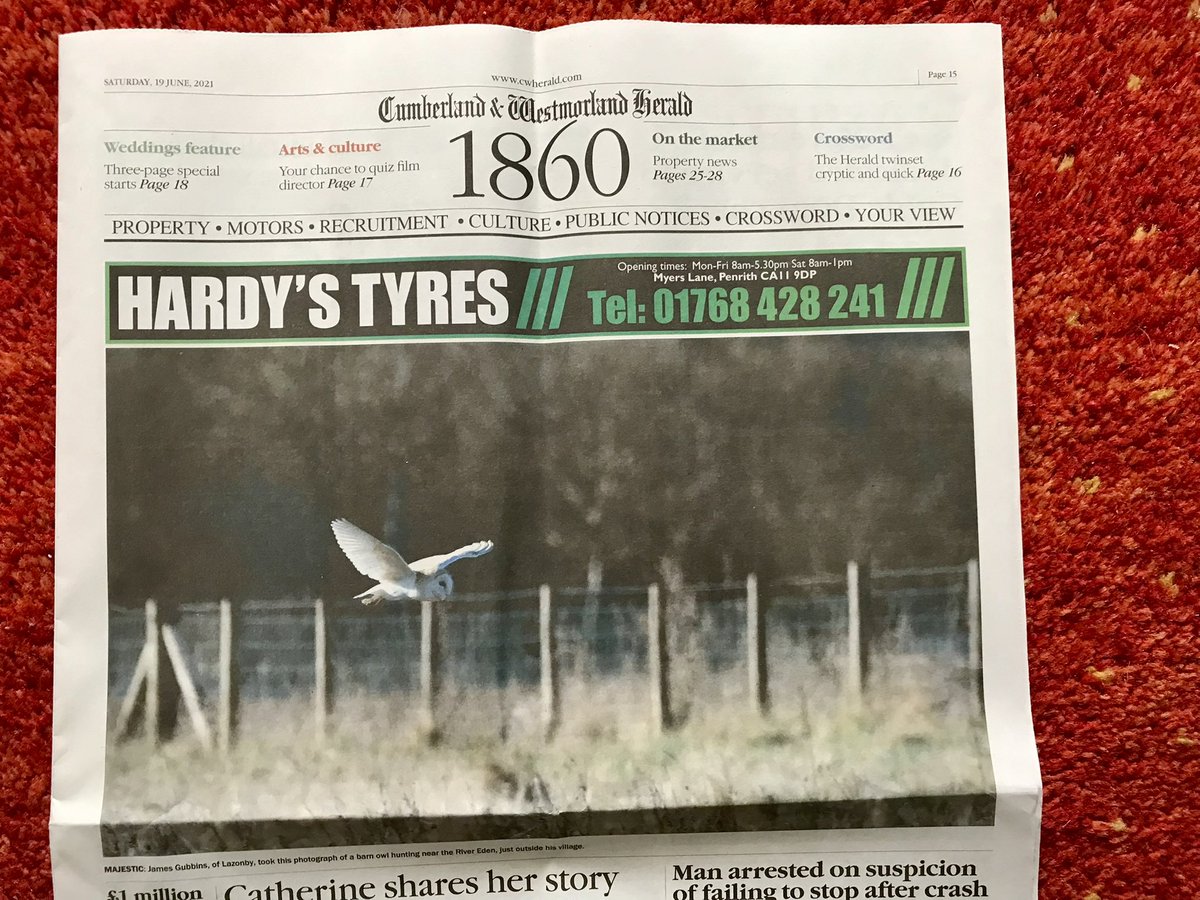 SATURDAY, 19 JUNE, 2021
www.cwherald.com
Page 15
Cumberland & Westmorland Herald
1860
Weddings feature
Three-page special
starts Page 18
Arts & culture
Your chance to quiz film
director Page 17
On the market
Property news
Pages 25-28
Crossword
The Herald twinset
cryptic and quick Page 16
PROPERTY • MOTORS • RECRUITMENT • CULTURE • PUBLIC NOTICES • CROSSWORD • YOUR VIEW
HARDY'S TYRES
Opening times: Mon-Fri 8am-5.30pm Sat 8am-1pm
Myers Lane, Penrith CA11 9DP
Tel: 01768 428 241
MAJESTIC: James Gubbins, of Lazonby, took this photograph of a barn owl hunting near the River Eden, just outside his village.
£1 million
Catherine shares her story
Man arrested on suspicion
of failing to stop after crash